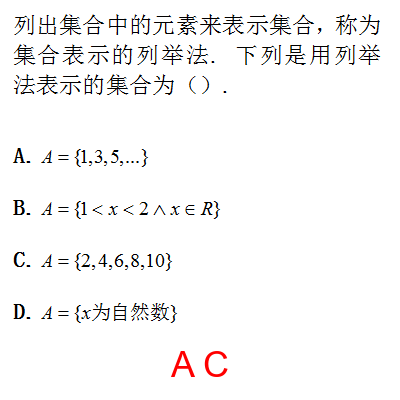 列出集合中的元素来表示集合，称为
集合表示的列举法．下列是用列举
法表示的集合为（）．
A. A = {1,3,5,...}
B. A = {1 < x < 2 ∧ x ∈ R}
C. A = {2,4,6,8,10}
D. A = {x为自然数}
A C